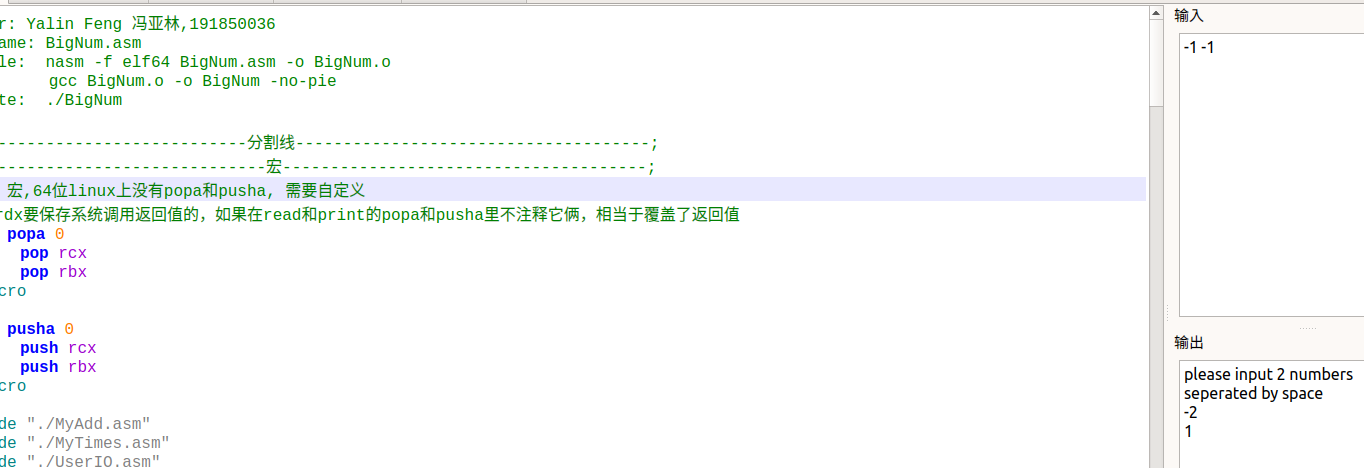 r: Yalin Feng 冯亚林,191850036
ame: BigNum.asm
le:  nasm -f elf64 BigNum.asm -o BigNum.o
gcc BigNum.o -o BigNum -no-pie
te:  ./BigNum
--------------------------分割线-------------------------------------;
----------------------------宏--------------------------------------;
宏,64位linux上没有popa和pusha, 需要自定义
rdx要保存系统调用返回值的，如果在read和print的popa和pusha里不注释它俩，相当于覆盖了返回值
popa 0
pop rcx
pop rbx
cro
pusha 0
push rcx
push rbx
cro
de "./MyAdd.asm"
de "./MyTimes.asm"
de "./UserIO.asm"
输入
-1 -1
输出
please input 2 numbers
seperated by space
-2
1